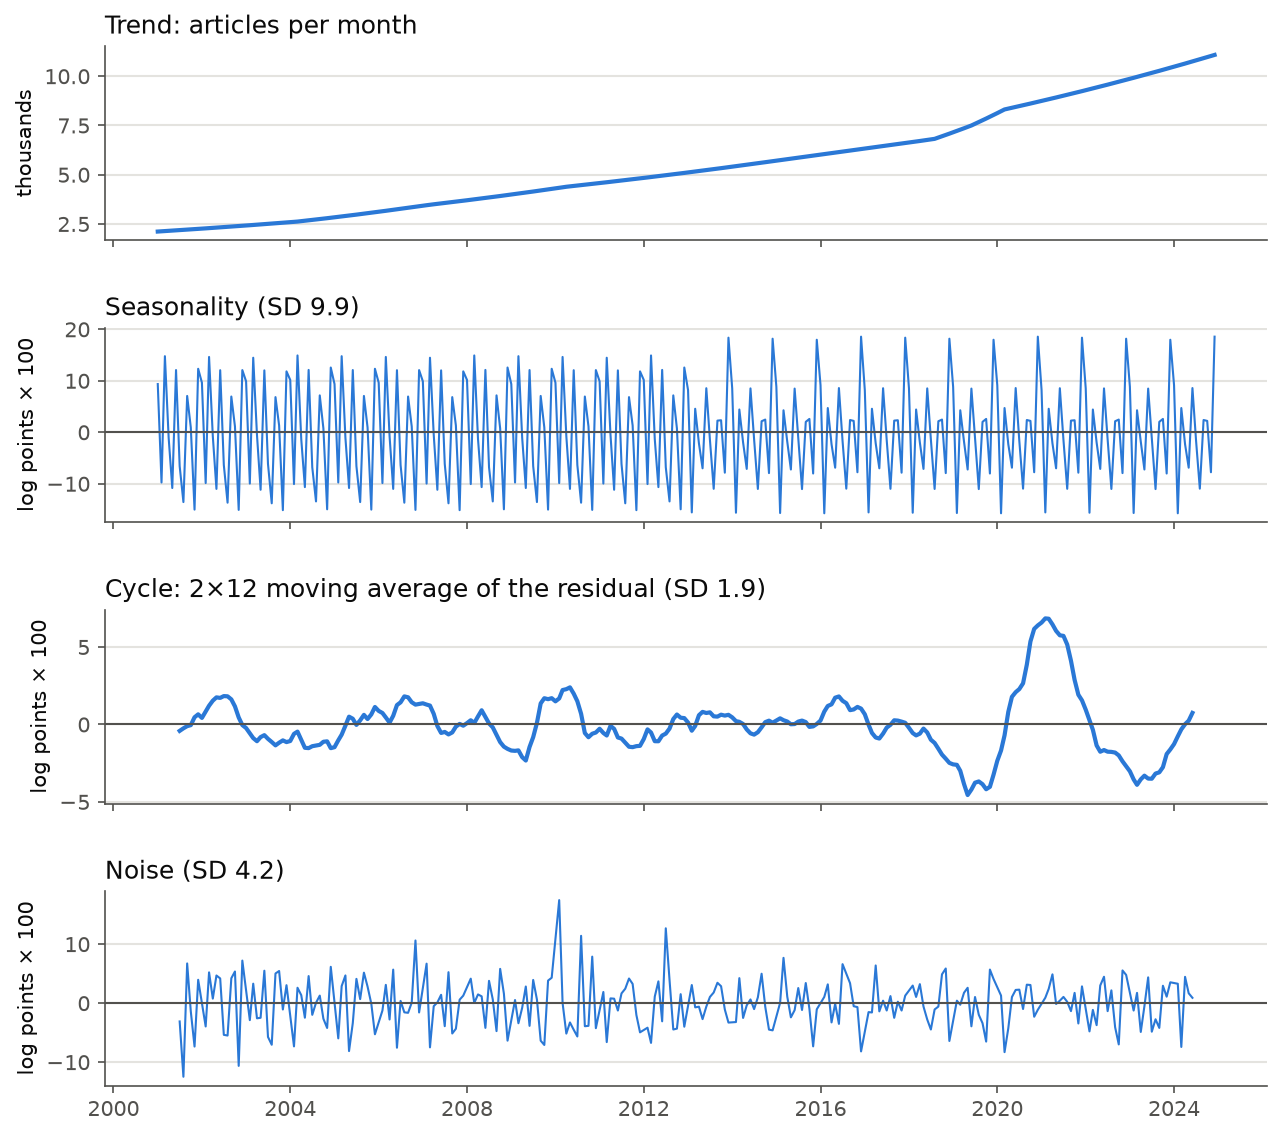 Trend: articles per month
thousands
10.0
7.5
5.0
2.5
Seasonality (SD 9.9)
log points × 100
20
10
0
−10
Cycle: 2×12 moving average of the residual (SD 1.9)
log points × 100
5
0
−5
Noise (SD 4.2)
log points × 100
10
0
−10
2000 2004 2008 2012 2016 2020 2024